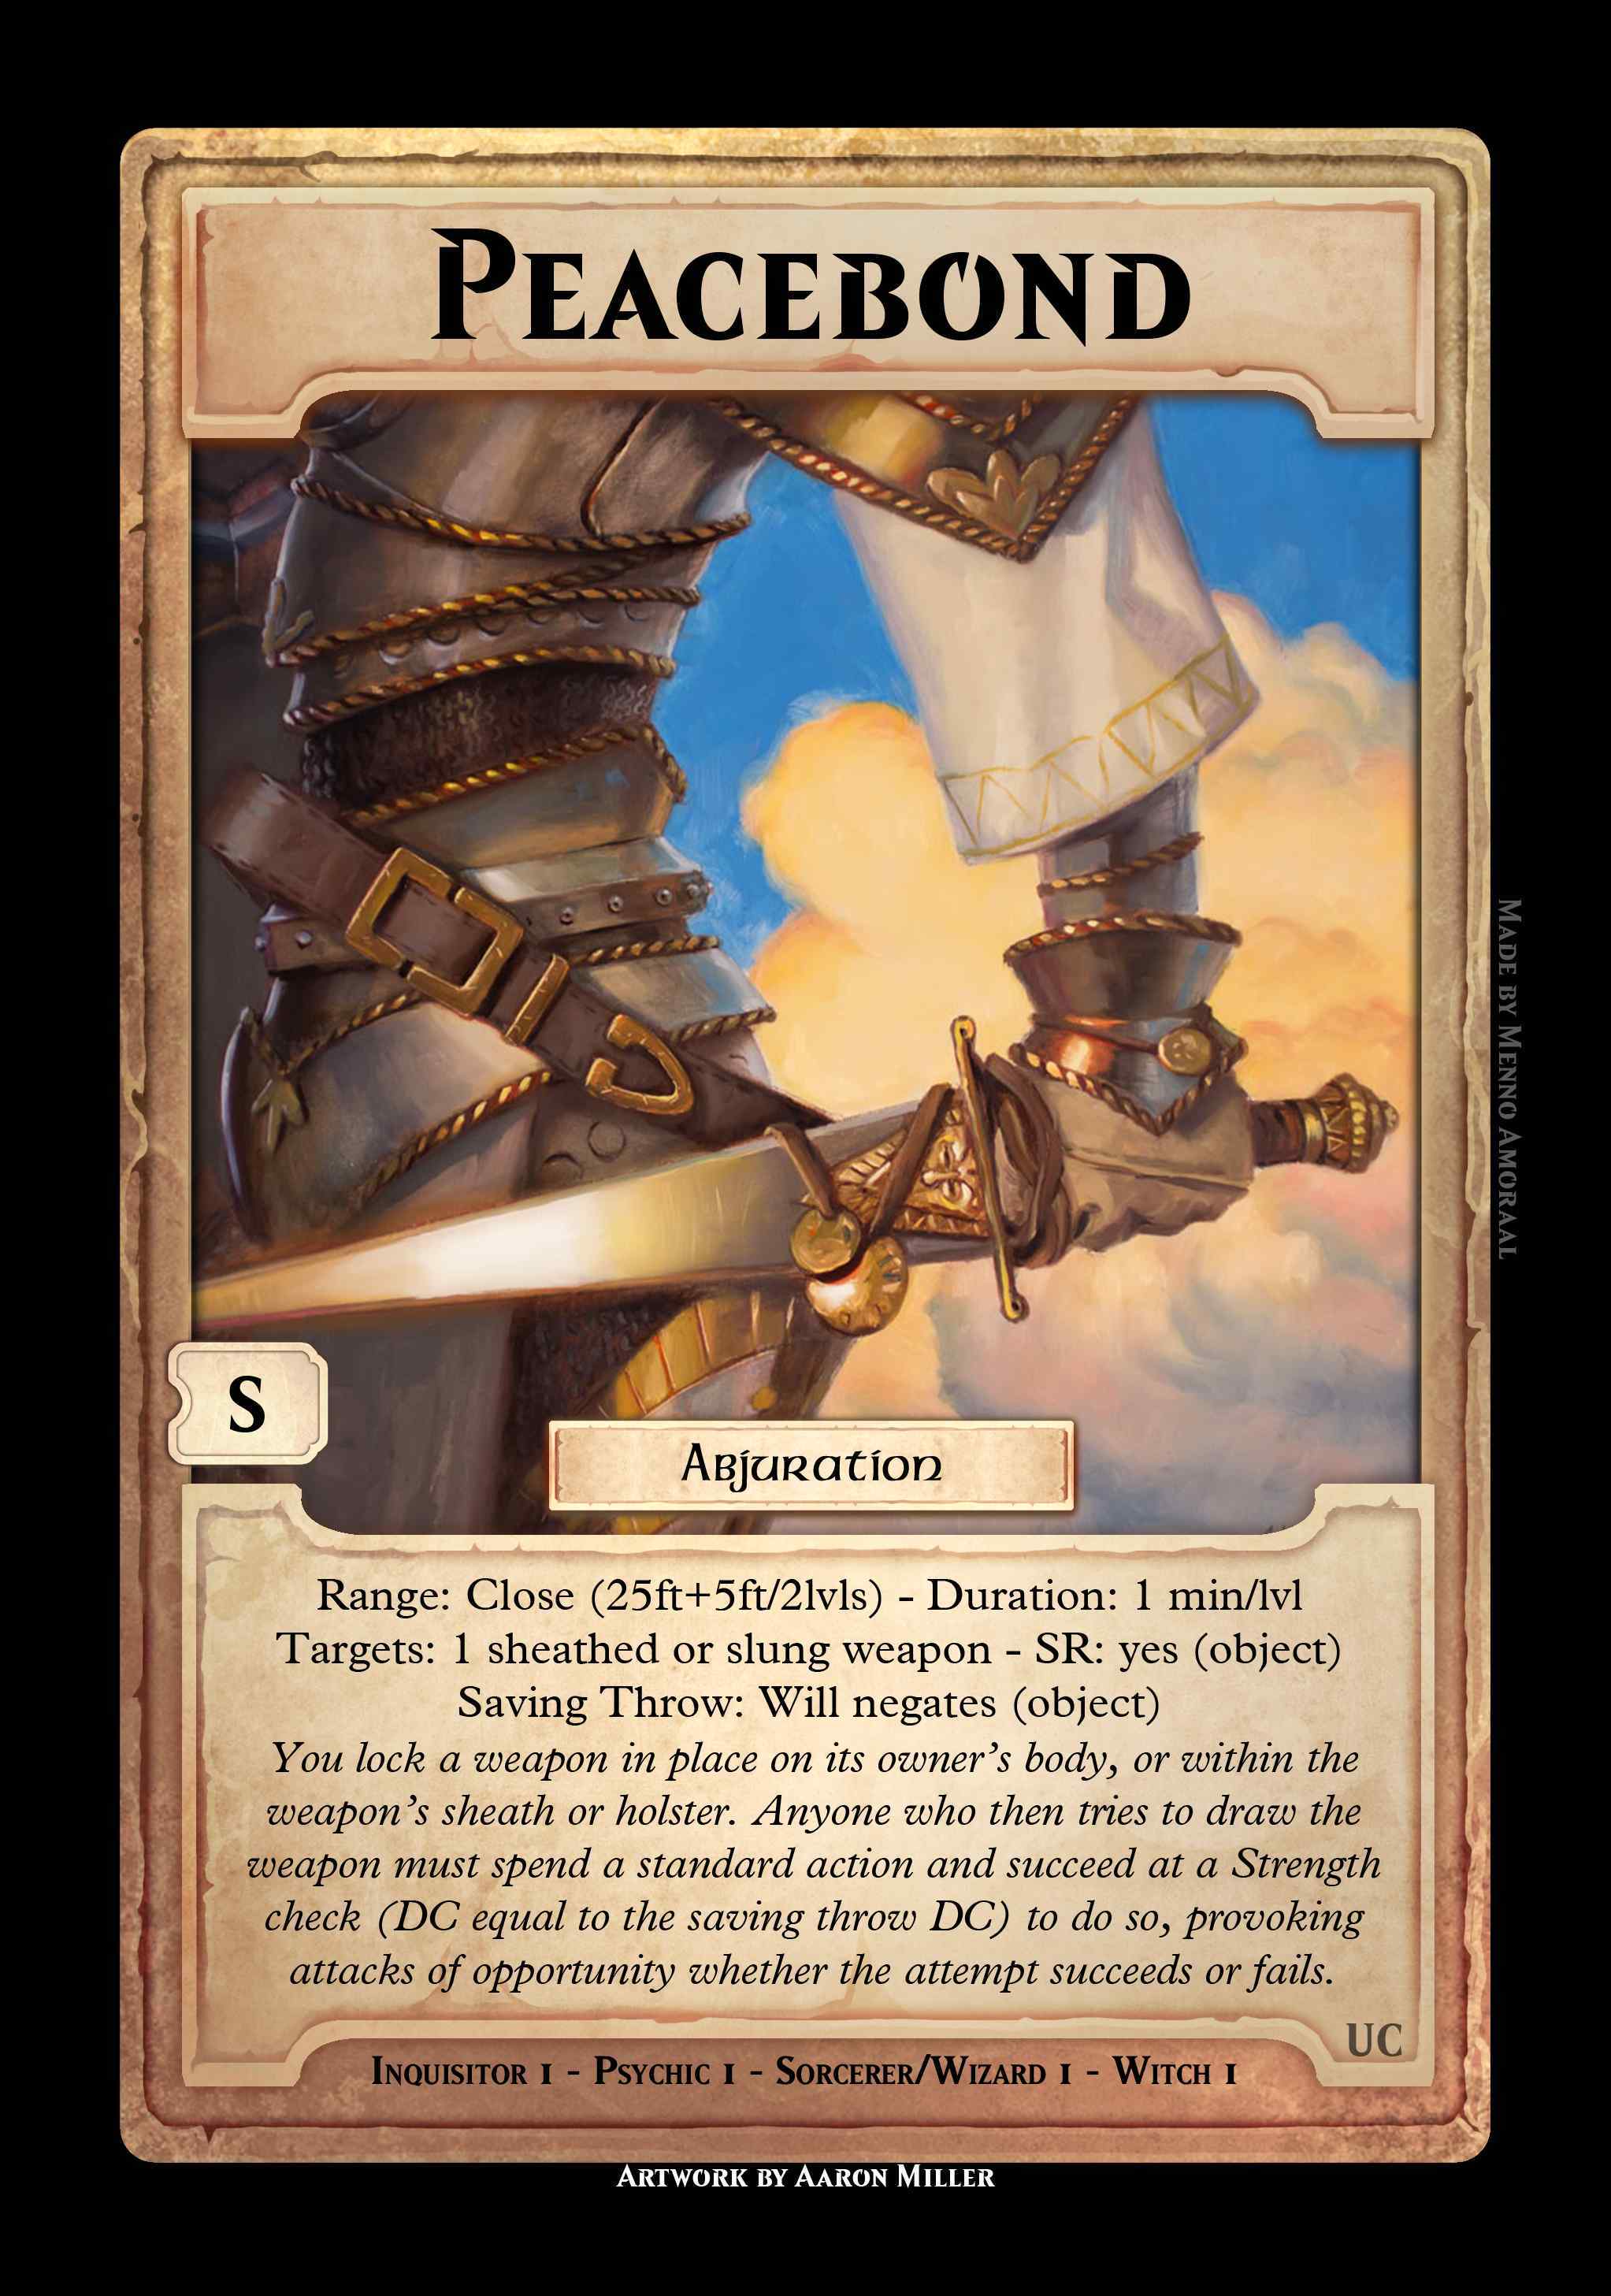 Peacebond
Made by Menno Amoraal
S
Abjuration
Range: Close (25ft+5ft/2lvls) - Duration: 1 min/lvl
Targets: 1 sheathed or slung weapon - SR: yes (object)
Saving Throw: Will negates (object)
You lock a weapon in place on its owner's body, or within the
weapon's sheath or holster. Anyone who then tries to draw the
weapon must spend a standard action and succeed at a Strength
check (DC equal to the saving throw DC) to do so, provoking
attacks of opportunity whether the attempt succeeds or fails.
UC
Inquisitor 1 - Psychic 1 - Sorcerer/Wizard 1 - Witch 1
Artwork by Aaron Miller